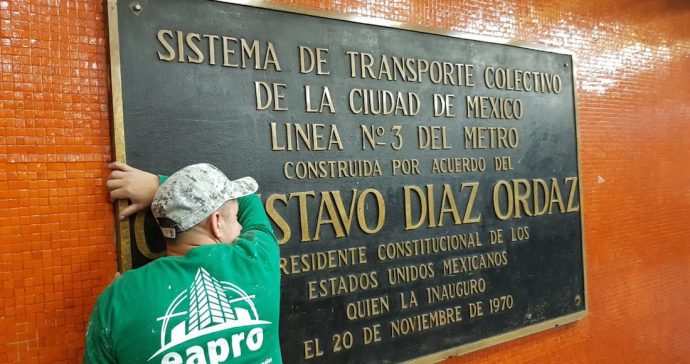 SISTEMA DE TRANSPORTE COLECTIVO
DE LA CIUDAD DE MEXICO
LINEA Nº 3 DEL METRO
CONSTRUIDA POR ACUERDO DEL
STAVO DIAZ ORDAZ
RESIDENTE CONSTITUCIONAL DE LOS
ESTADOS UNIDOS MEXICANOS
QUIEN LA INAUGURO
EL 20 DE NOVIEMBRE DE 1970
eapro